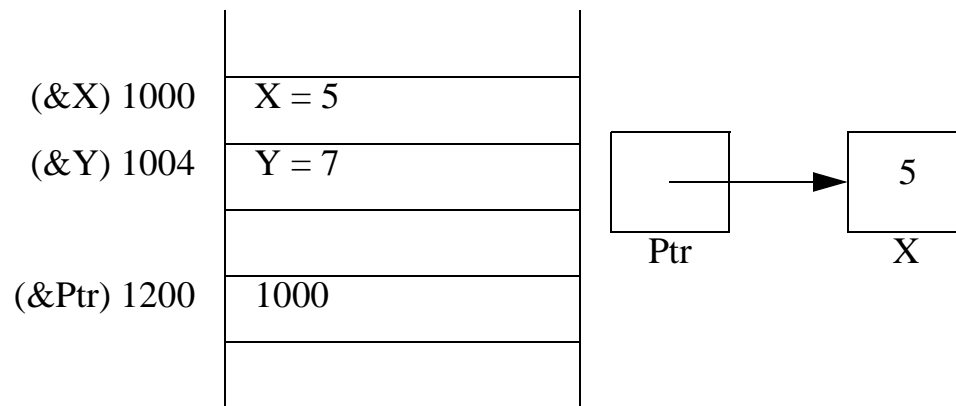 (&X) 1000 X = 5
(&Y) 1004 Y = 7
(&Ptr) 1200 1000
5
Ptr X